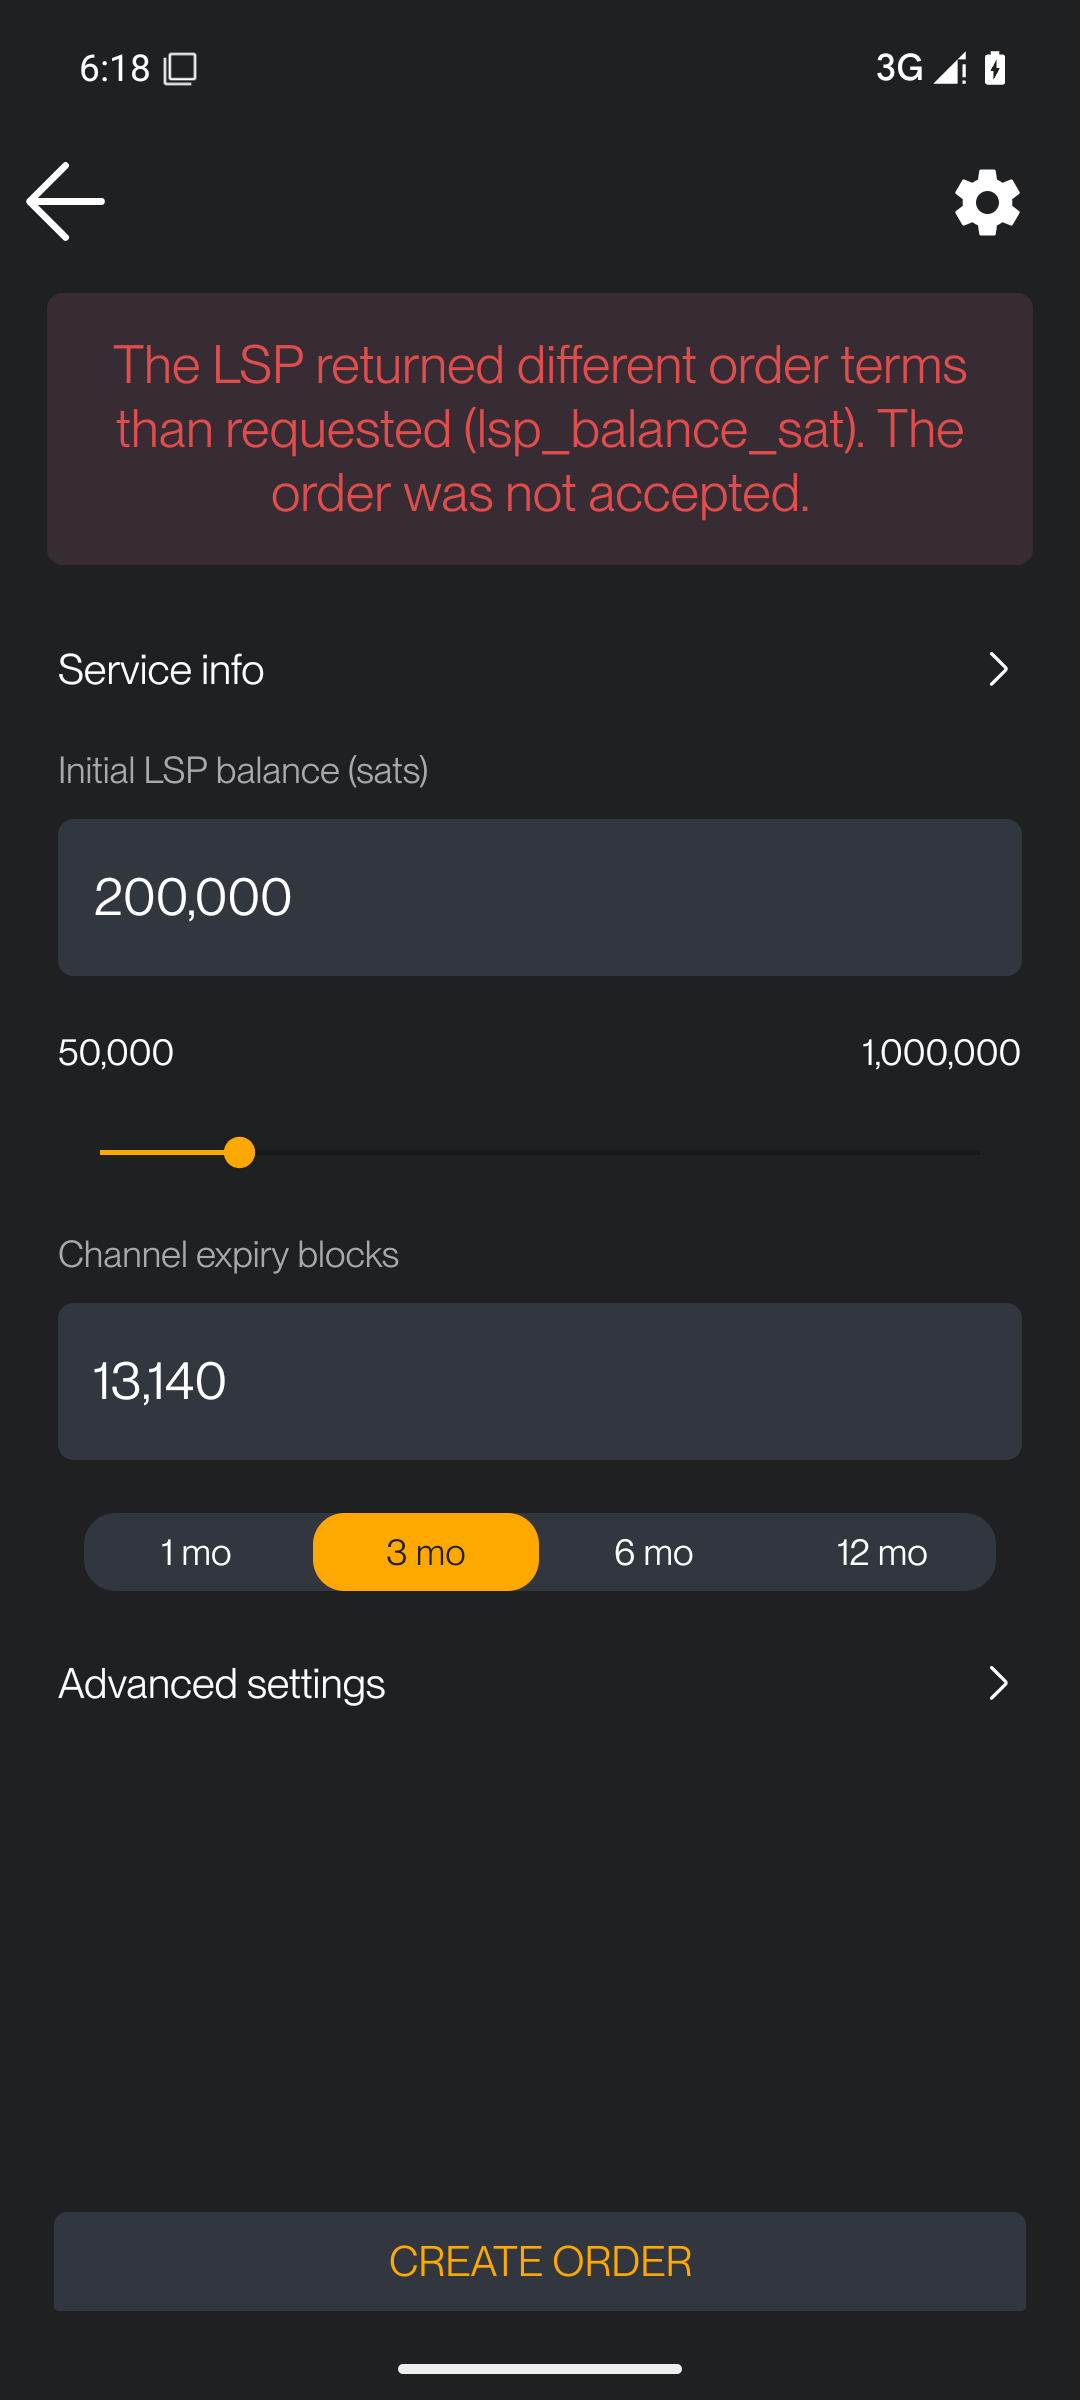 6:18
3G
The LSP returned different order terms
than requested (lsp_balance_sat). The
order was not accepted.
Service info
Initial LSP balance (sats)
200,000
50,000
1,000,000
Channel expiry blocks
13,140
1 mo
3 mo
6 mo
12 mo
Advanced settings
CREATE ORDER